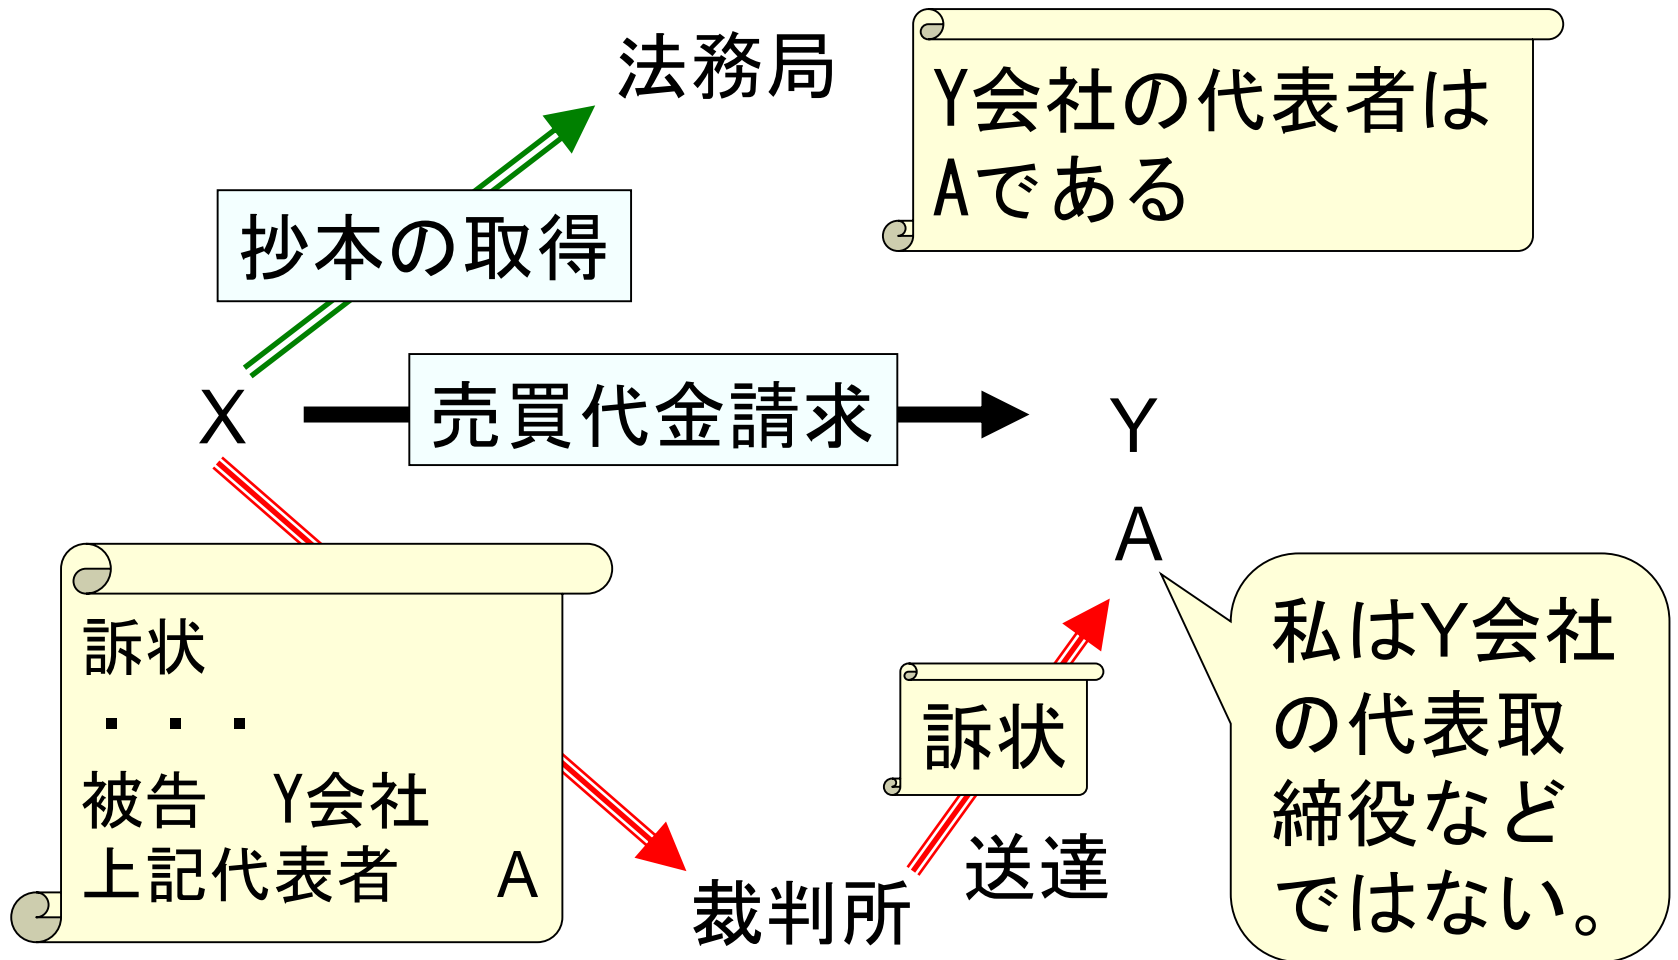 法務局
Y会社の代表者は
Aである
抄本の取得
X
売買代金請求
Y
A
訴状
・・・
被告　Y会社
上記代表者　A
裁判所
訴状
送達
私はY会社
の代表取
締役など
ではない。